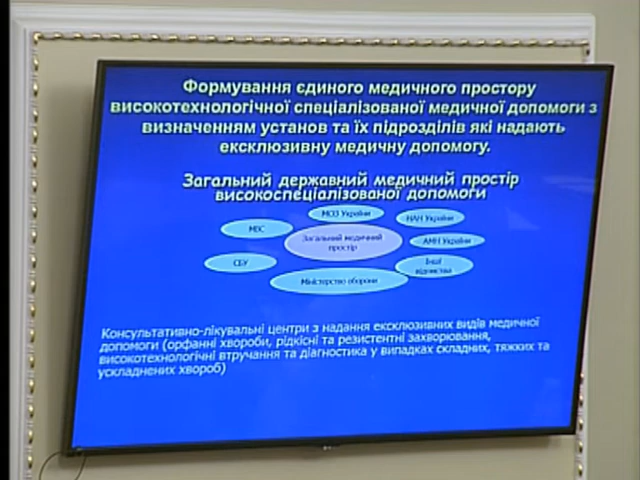 Формування єдиного медичного простору
високотехнологічної спеціалізованої медичної допомоги з
визначенням установ та їх підрозділів які надають
ексклюзивну медичну допомогу.
Загальний державний медичний простір
високоспеціалізованої допомоги
МОЗ України
НАН України
МВС
Загальний медичний
простір
АМН України
СБУ
Інші
відомства
Міністерство оборони
Консультативно-лікувальні центри з надання ексклюзивних видів медичної
допомоги (орфанні хвороби, рідкісні та резистентні захворювання,
високотехнологічні втручання та діагностика у випадках складних, тяжких та
ускладнених хвороб)